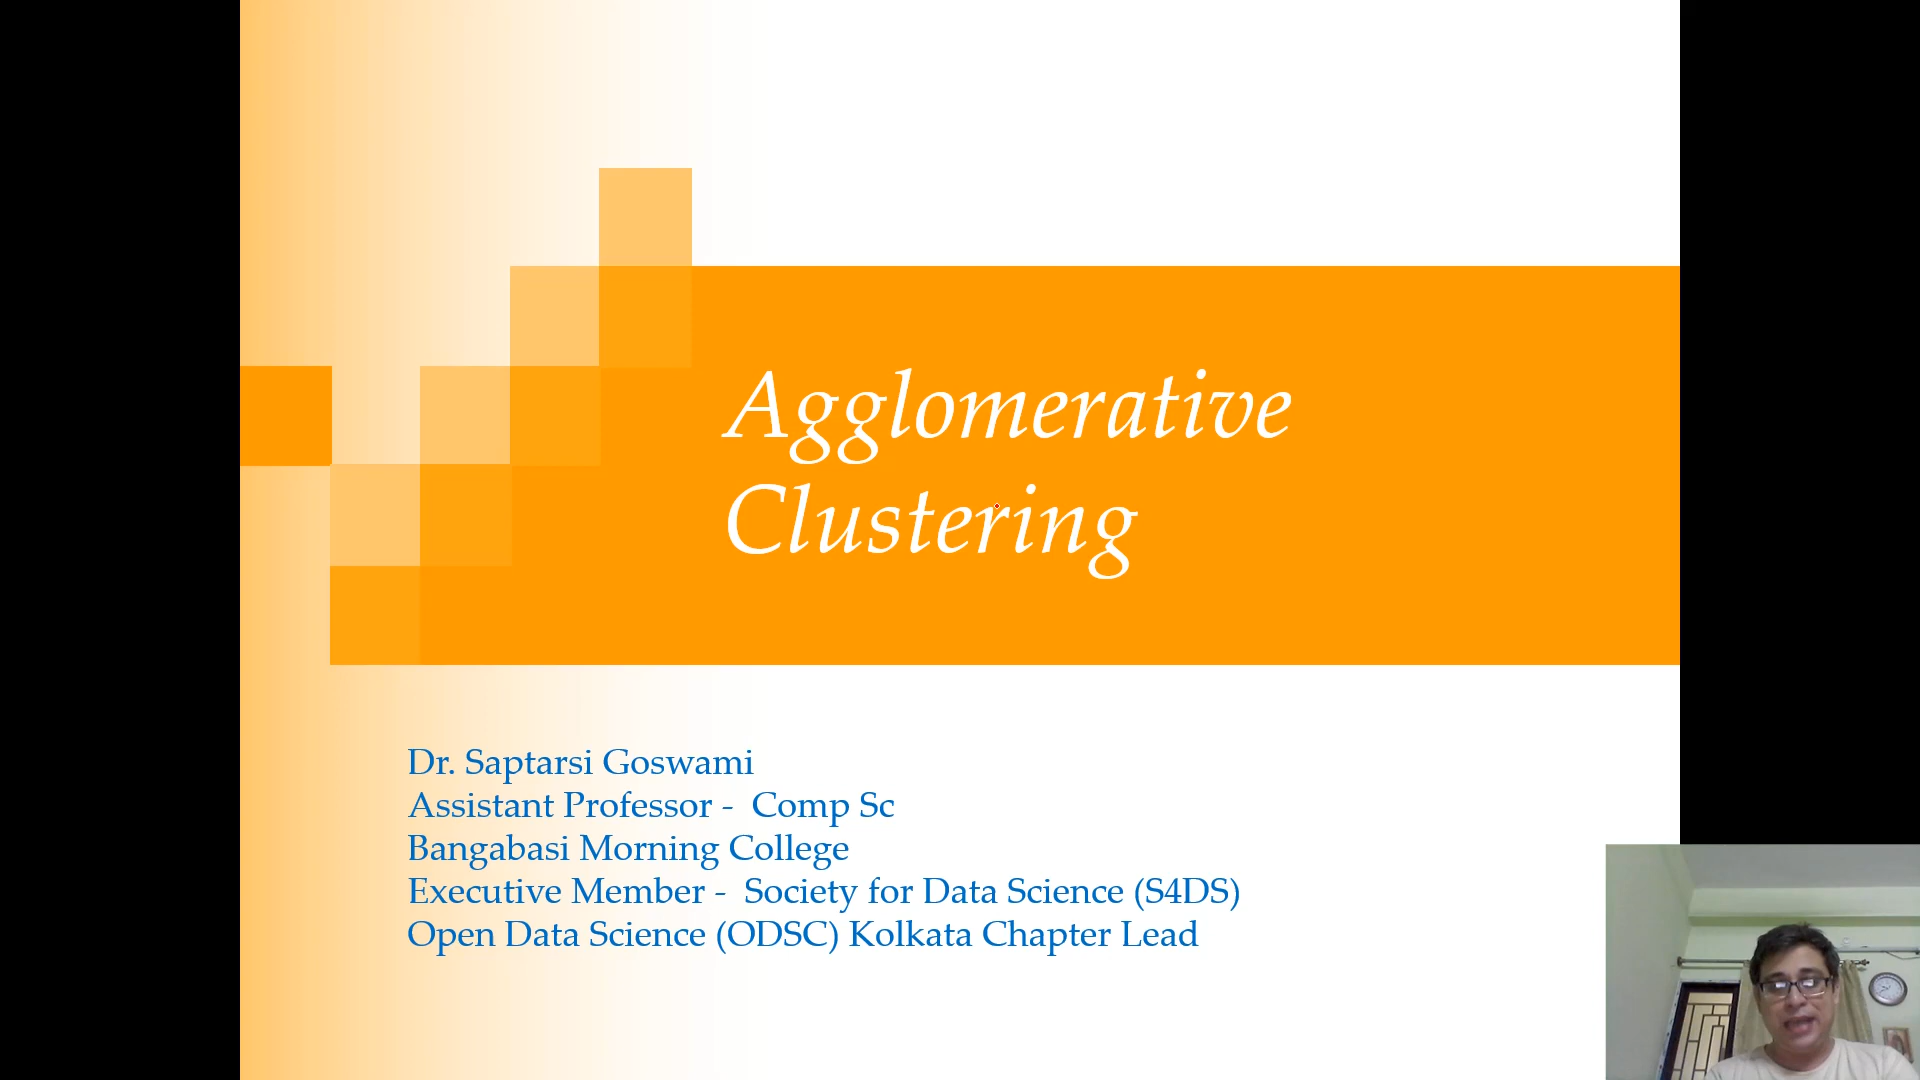 Agglomerative
Clustering
Dr. Saptarsi Goswami
Assistant Professor - Comp Sc
Bangabasi Morning College
Executive Member - Society for Data Science (S4DS)
Open Data Science (ODSC) Kolkata Chapter Lead